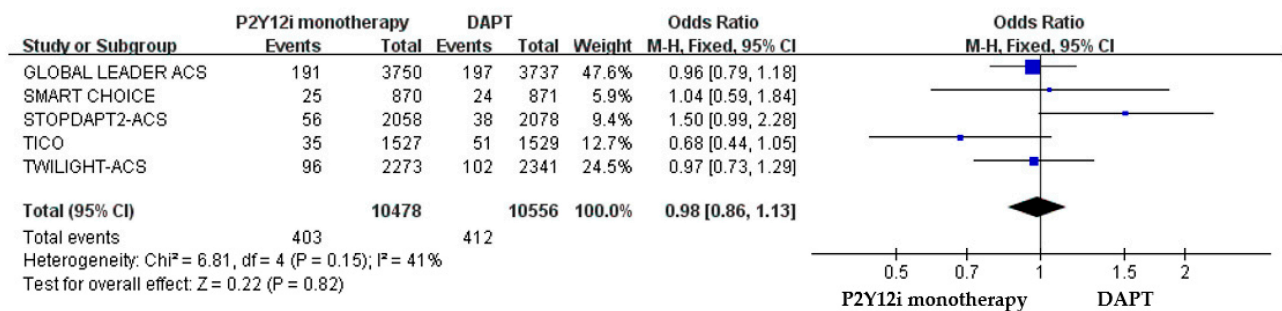 P2Y12i monotherapy DAPT Odds Ratio Odds Ratio
Study or Subgroup Events Total Events Total Weight M-H, Fixed, 95% CI M-H, Fixed, 95% CI
GLOBAL LEADER ACS 191 3750 197 3737 47.6% 0.96 [0.79, 1.18]
SMART CHOICE 25 870 24 871 5.9% 1.04 [0.59, 1.84]
STOPDAPT2-ACS 56 2058 38 2078 9.4% 1.50 [0.99, 2.28]
TICO 35 1527 51 1529 12.7% 0.68 [0.44, 1.05]
TWILIGHT-ACS 96 2273 102 2341 24.5% 0.97 [0.73, 1.29]
Total (95% CI) 10478 10556 100.0% 0.98 [0.86, 1.13]
Total events 403 412
Heterogeneity: Chi² = 6.81, df = 4 (P = 0.15); I² = 41%
Test for overall effect: Z = 0.22 (P = 0.82)
0.5 0.7 1 1.5 2
P2Y12i monotherapy DAPT